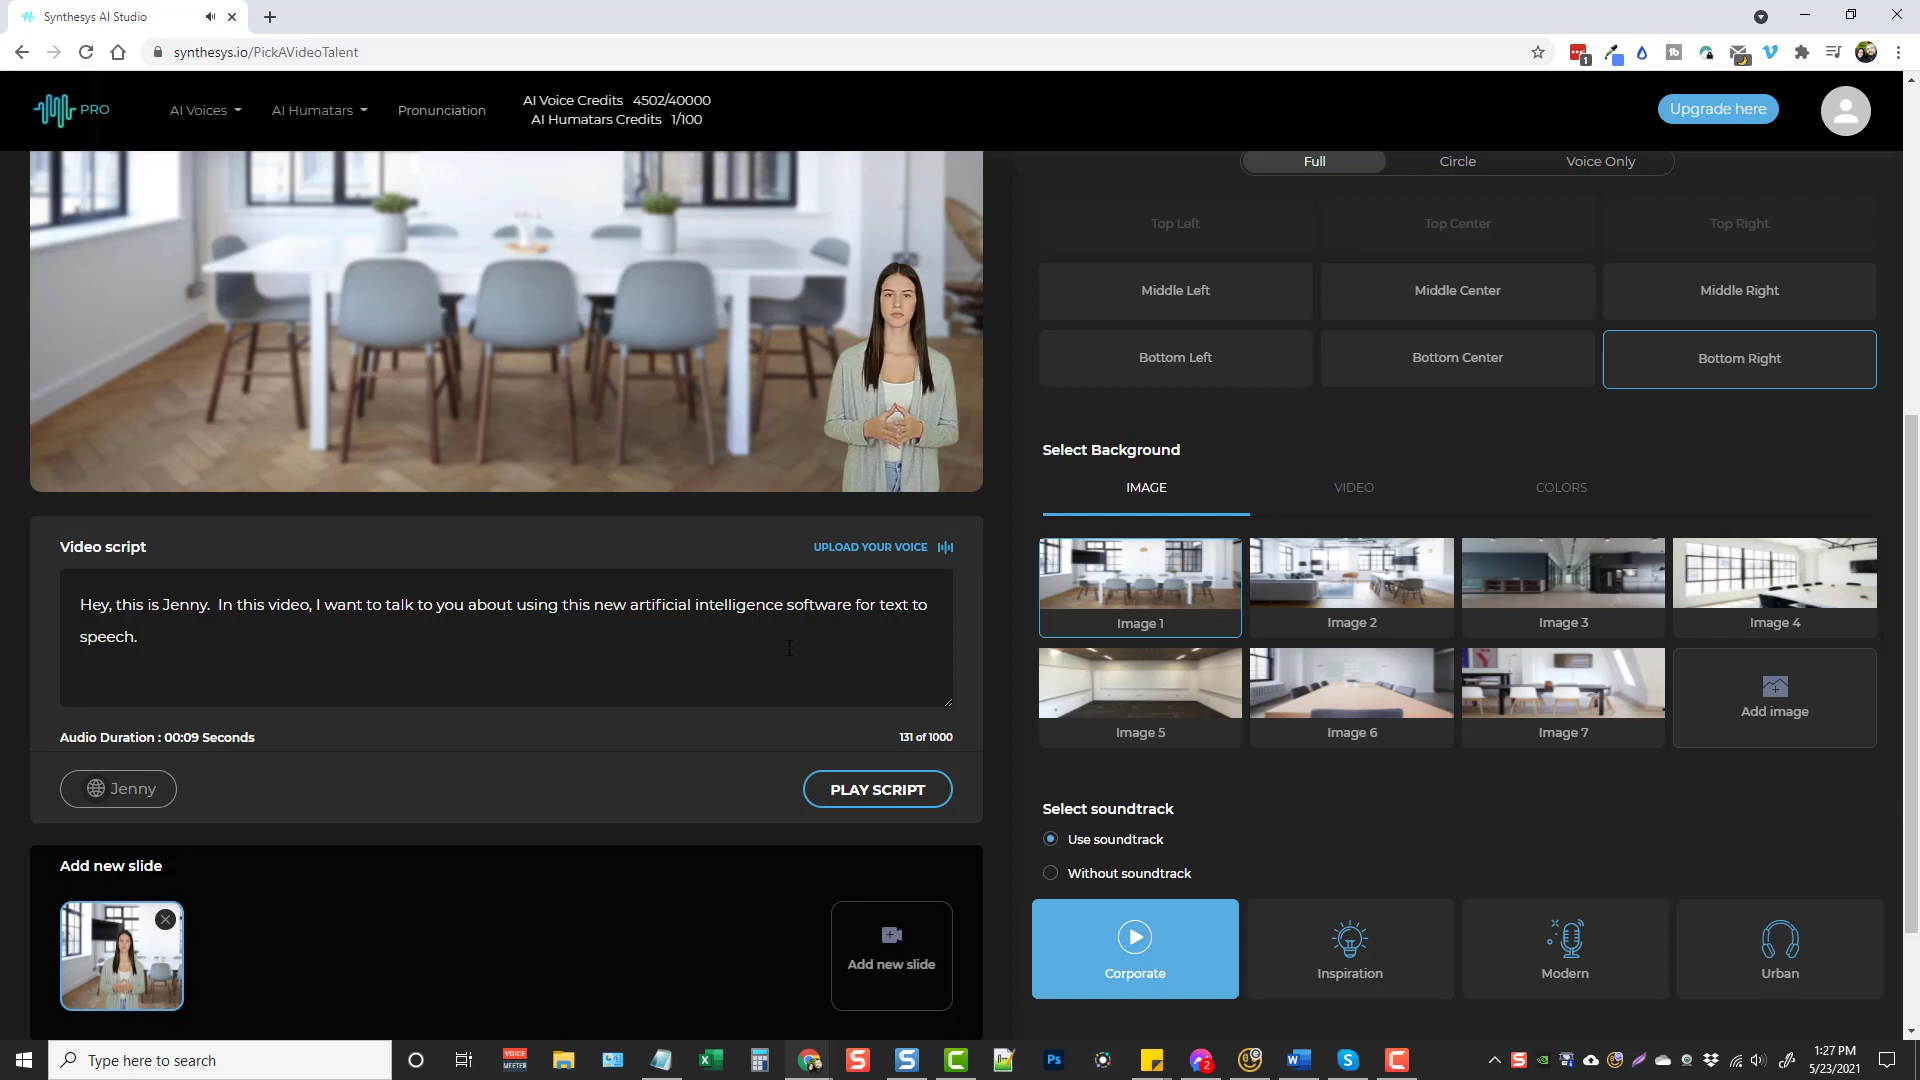 Synthesys AI Studio
synthesys.io/PickAVideoTalent
PRO
AI Voices
AI Humatars
Pronunciation
AI Voice Credits 4502/40000
AI Humatars Credits 1/100
Upgrade here
Full
Circle
Voice Only
Top Left
Top Center
Top Right
Middle Left
Middle Center
Middle Right
Bottom Left
Bottom Center
Bottom Right
Select Background
IMAGE
VIDEO
COLORS
Image 1
Image 2
Image 3
Image 4
Image 5
Image 6
Image 7
Add image
Video script
UPLOAD YOUR VOICE
Hey, this is Jenny.  In this video, I want to talk to you about using this new artificial intelligence software for text to
speech.
Audio Duration : 00:09 Seconds
131 of 1000
Jenny
PLAY SCRIPT
Select soundtrack
Use soundtrack
Without soundtrack
Corporate
Inspiration
Modern
Urban
Add new slide
Add new slide
Type here to search
VOICE
MEETER
1:27 PM
5/23/2021